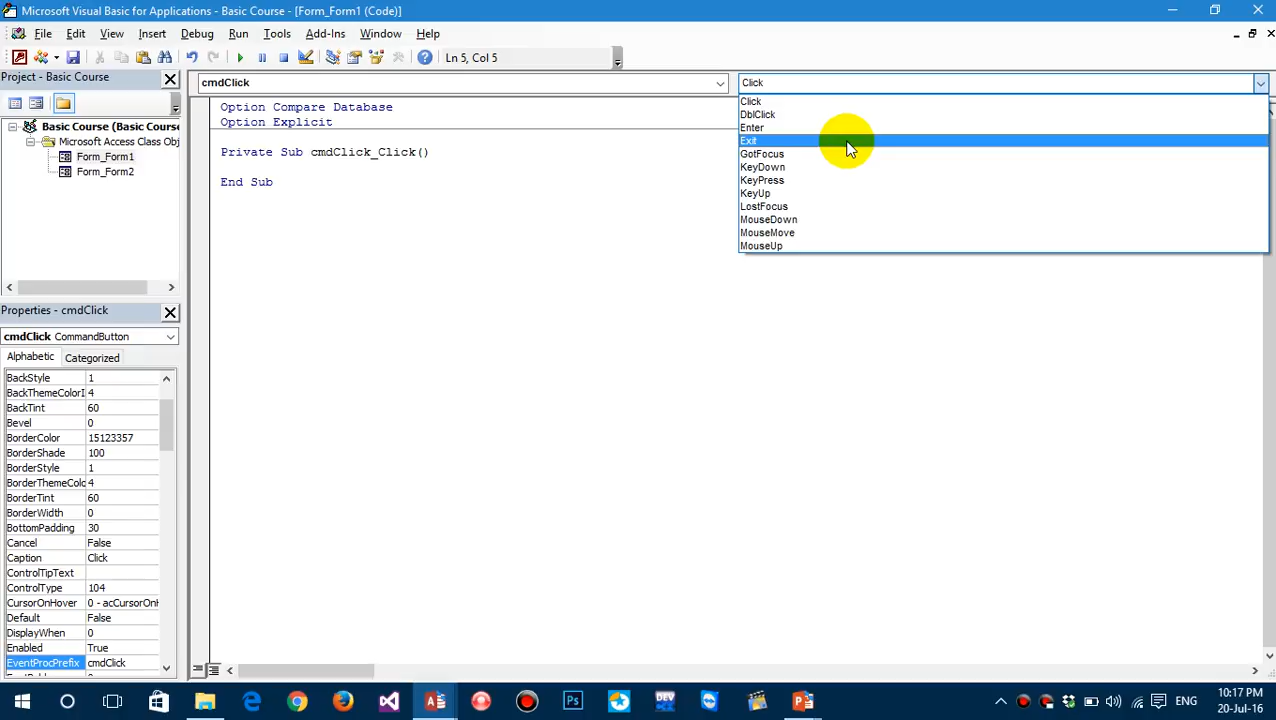 Microsoft Visual Basic for Applications - Basic Course - [Form_Form1 (Code)]
File Edit View Insert Debug Run Tools Add-Ins Window Help
Ln 5, Col 5
Project - Basic Course
cmdClick
Click
Option Compare Database
Option Explicit
Private Sub cmdClick_Click()
End Sub
Click
DblClick
Enter
Exit
GotFocus
KeyDown
KeyPress
KeyUp
LostFocus
MouseDown
MouseMove
MouseUp
Basic Course (Basic Course
Microsoft Access Class Obj
Form_Form1
Form_Form2
Properties - cmdClick
cmdClick CommandButton
Alphabetic Categorized
BackStyle 1
BackThemeColorI 4
BackTint 60
Bevel 0
BorderColor 15123357
BorderShade 100
BorderStyle 1
BorderThemeColo 4
BorderTint 60
BorderWidth 0
BottomPadding 30
Cancel False
Caption Click
ControlTipText
ControlType 104
CursorOnHover 0 - acCursorOnH
Default False
DisplayWhen 0
Enabled True
EventProcPrefix cmdClick
Ps
DEV
ENG
10:17 PM
20-Jul-16